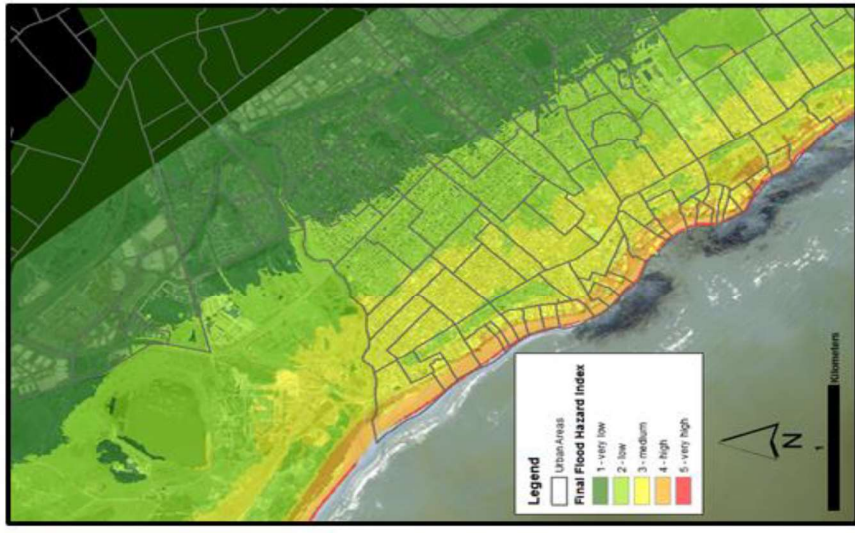 Legend
Urban Areas
Final Flood Hazard Index
1 - very low
2 - low
3 - medium
4 - high
5 - very high
N
1
Kilometers